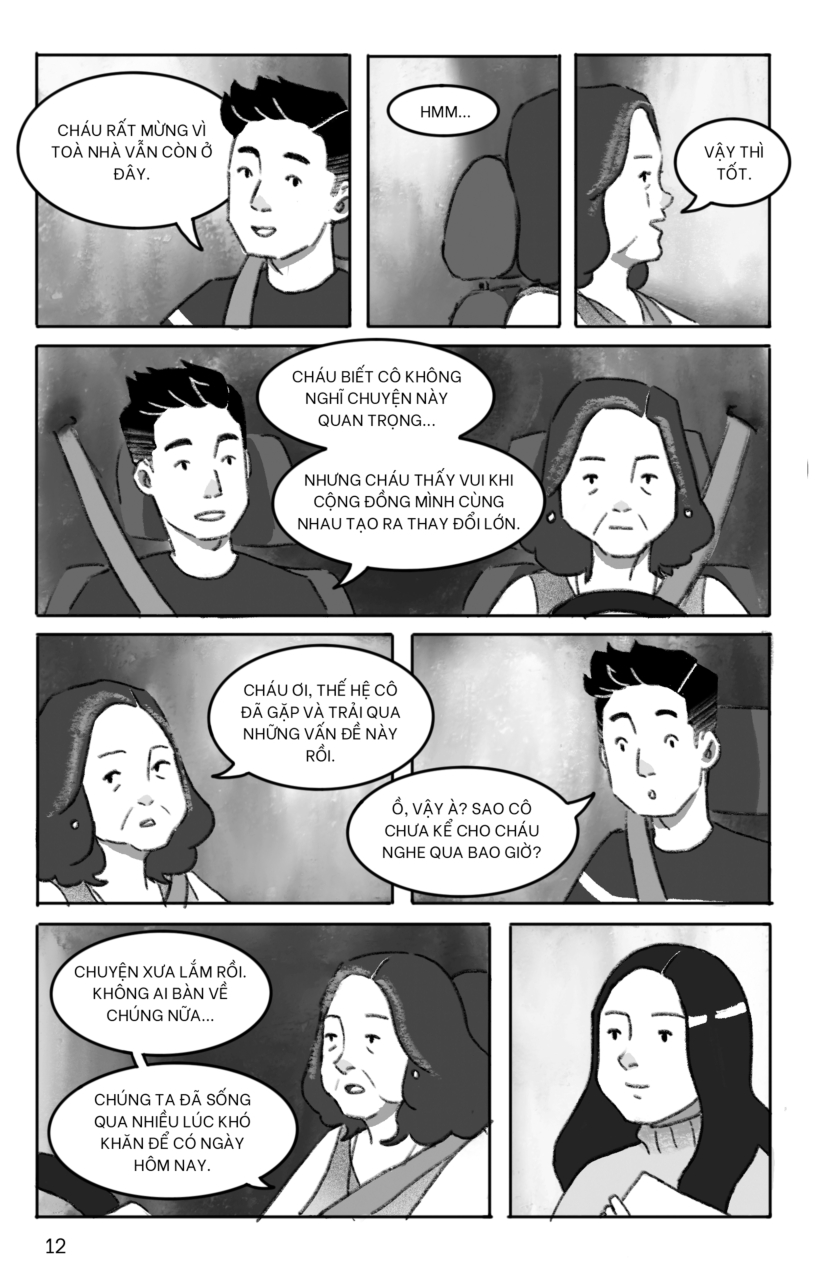 CHÁU RẤT MỪNG VÌ
TOÀ NHÀ VẪN CÒN Ở
ĐÂY.
HMM...
VẬY THÌ
TỐT.
CHÁU BIẾT CÔ KHÔNG
NGHĨ CHUYỆN NÀY
QUAN TRỌNG...
NHƯNG CHÁU THẤY VUI KHI
CỘNG ĐỒNG MÌNH CÙNG
NHAU TẠO RA THAY ĐỔI LỚN.
CHÁU ƠI, THẾ HỆ CÔ
ĐÃ GẶP VÀ TRẢI QUA
NHỮNG VẤN ĐỀ NÀY
RỒI.
Ồ, VẬY À? SAO CÔ
CHƯA KỂ CHO CHÁU
NGHE QUA BAO GIỜ?
CHUYỆN XƯA LẮM RỒI.
KHÔNG AI BÀN VỀ
CHÚNG NỮA...
CHÚNG TA ĐÃ SỐNG
QUA NHIỀU LÚC KHÓ
KHĂN ĐỂ CÓ NGÀY
HÔM NAY.
12